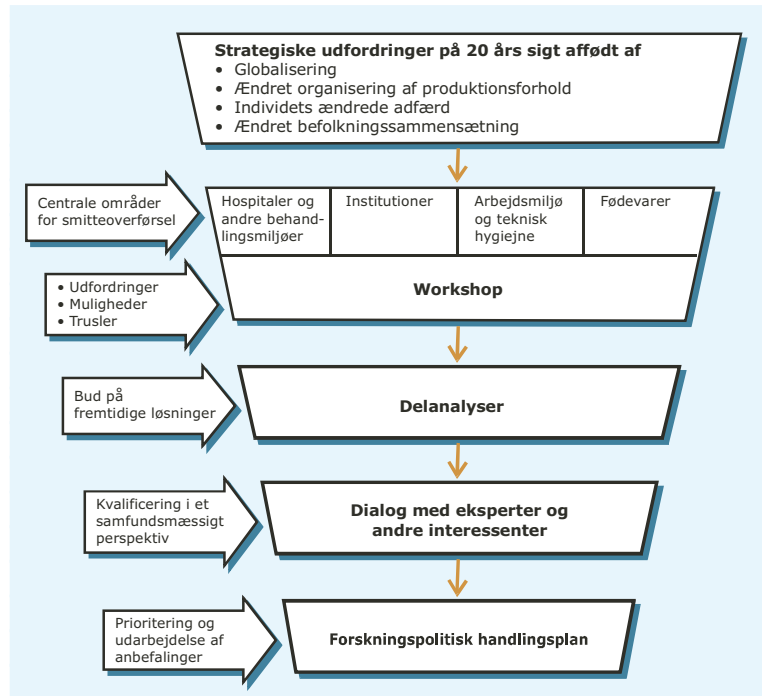 Strategiske udfordringer på 20 års sigt affødt af
• Globalisering
• Ændret organisering af produktionsforhold
• Individets ændrede adfærd
• Ændret befolkningssammensætning
Centrale områder
for smitteoverførsel
Hospitaler og
andre behand-
lingsmiljøer
Institutioner
Arbejdsmiljø
og teknisk
hygiejne
Fødevarer
• Udfordringer
• Muligheder
• Trusler
Workshop
Bud på
fremtidige løsninger
Delanalyser
Kvalificering i et
samfundsmæssigt
perspektiv
Dialog med eksperter og
andre interessenter
Prioritering og
udarbejdelse af
anbefalinger
Forskningspolitisk handlingsplan